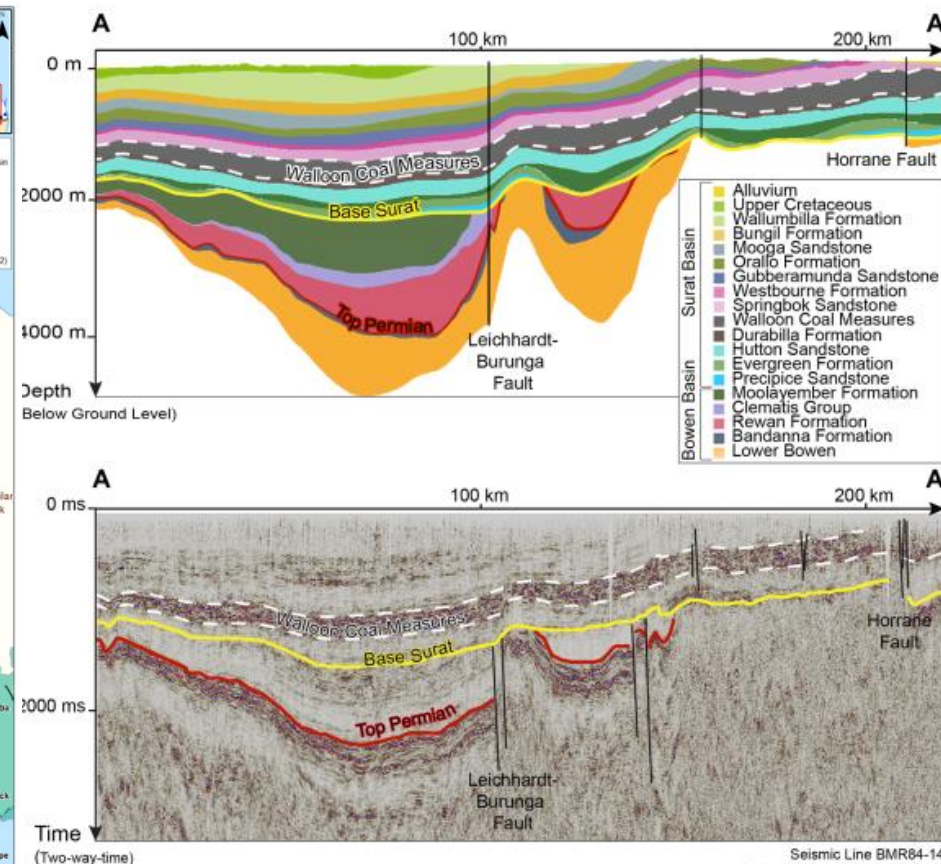 A
A
100 km
200 km
0 m
Walloon Coal Measures
Horrane Fault
2000 m
Base Surat
Top Permian
4000 m
Leichhardt-
Burunga
Fault
Depth
Below Ground Level)
Surat Basin
Bowen Basin
Alluvium
Upper Cretaceous
Wallumbilla Formation
Bungil Formation
Mooga Sandstone
Orallo Formation
Gubberamunda Sandstone
Westbourne Formation
Springbok Sandstone
Walloon Coal Measures
Durabilla Formation
Hutton Sandstone
Evergreen Formation
Precipice Sandstone
Moolayember Formation
Clematis Group
Rewan Formation
Bandanna Formation
Lower Bowen
A
A
100 km
200 km
0 ms
Walloon Coal Measures
Base Surat
Horrane
Fault
2000 ms
Top Permian
Leichhardt-
Burunga
Fault
Time
(Two-way-time)
Seismic Line BMR84-14